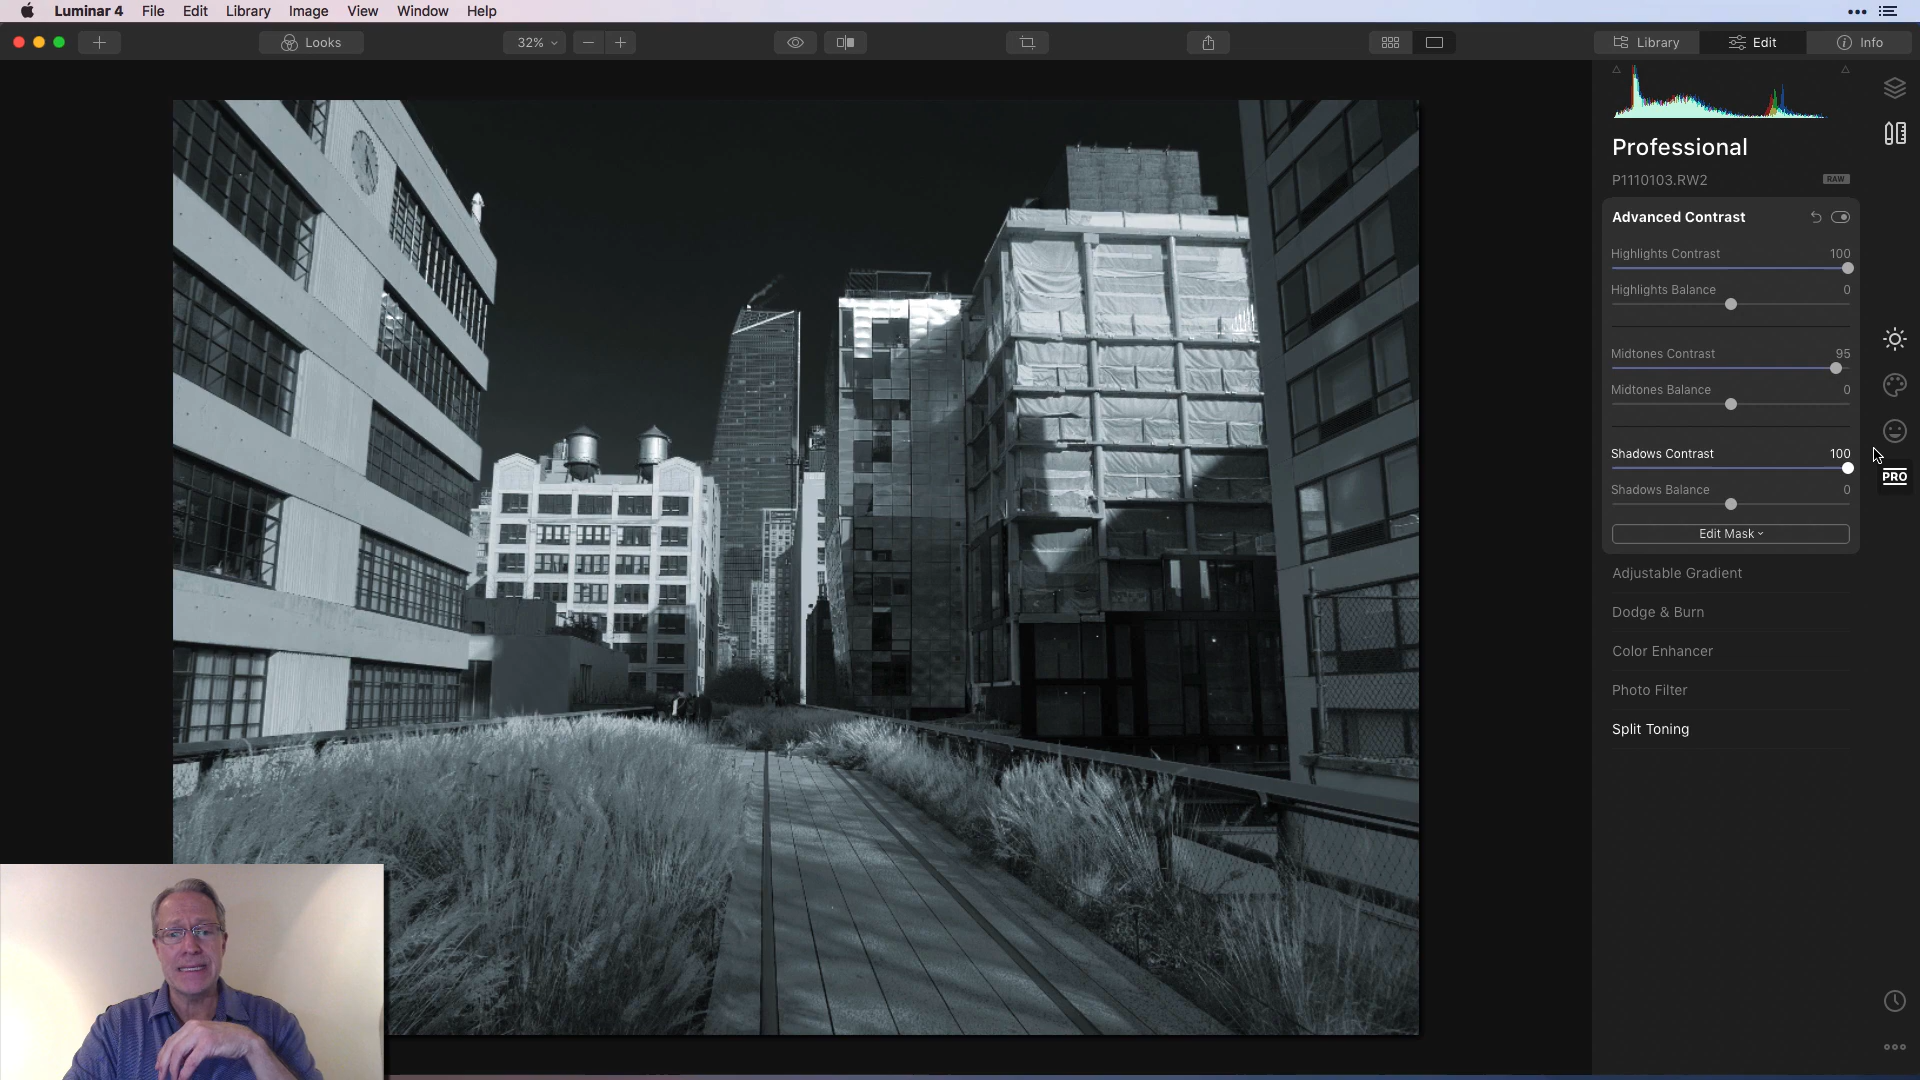 Luminar 4 File Edit Library Image View Window Help
Looks 32% Library Edit Info
Professional
P1110103.RW2 RAW
Advanced Contrast
Highlights Contrast 100
Highlights Balance 0
Midtones Contrast 95
Midtones Balance 0
Shadows Contrast 100
PRO
Shadows Balance 0
Edit Mask
Adjustable Gradient
Dodge & Burn
Color Enhancer
Photo Filter
Split Toning